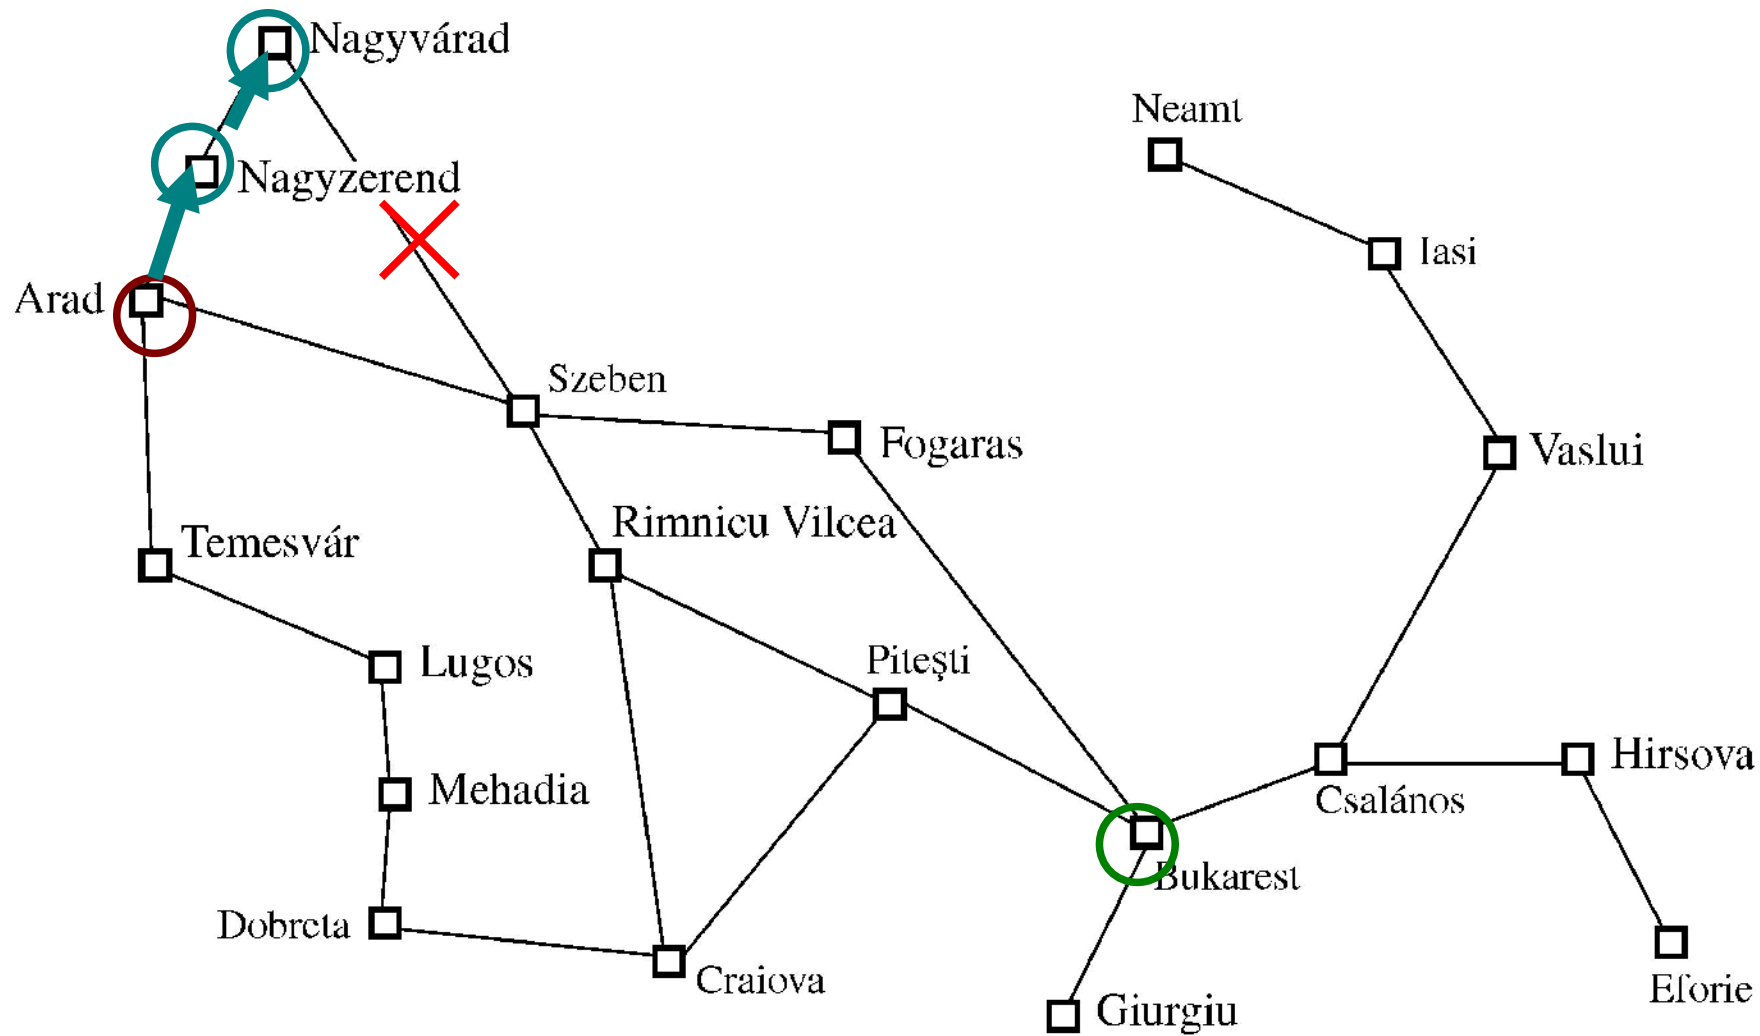 Nagyvárad
Neamt
Nagyzerend
Iasi
Arad
Szeben
Fogaras
Vaslui
Rimnicu Vilcea
Temesvár
Lugos
Piteşti
Hirsova
Mehadia
Csalános
Bukarest
Dobreta
Craiova
Eforie
Giurgiu